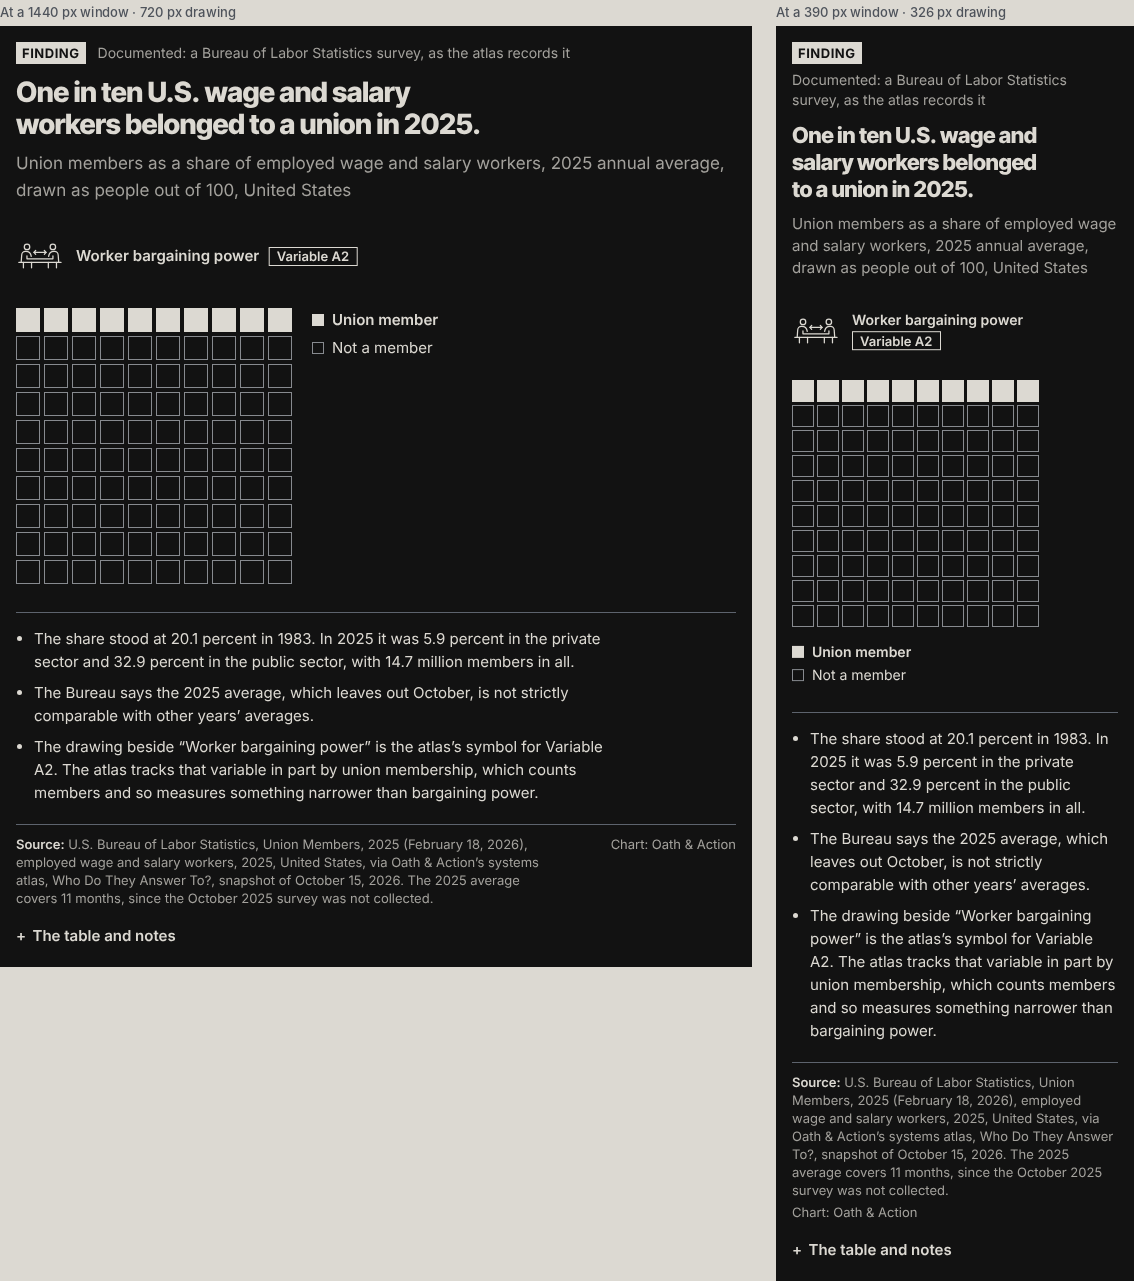 At a 1440 px window · 720 px drawing
FINDING
Documented: a Bureau of Labor Statistics survey, as the atlas records it
One in ten U.S. wage and salary
workers belonged to a union in 2025.
Union members as a share of employed wage and salary workers, 2025 annual average,
drawn as people out of 100, United States
Worker bargaining power
Variable A2
Union member
Not a member
• The share stood at 20.1 percent in 1983. In 2025 it was 5.9 percent in the private
sector and 32.9 percent in the public sector, with 14.7 million members in all.
• The Bureau says the 2025 average, which leaves out October, is not strictly
comparable with other years’ averages.
• The drawing beside “Worker bargaining power” is the atlas’s symbol for Variable
A2. The atlas tracks that variable in part by union membership, which counts
members and so measures something narrower than bargaining power.
Source: U.S. Bureau of Labor Statistics, Union Members, 2025 (February 18, 2026),
employed wage and salary workers, 2025, United States, via Oath & Action’s systems
atlas, Who Do They Answer To?, snapshot of October 15, 2026. The 2025 average
covers 11 months, since the October 2025 survey was not collected.
Chart: Oath & Action
+ The table and notes
At a 390 px window · 326 px drawing
FINDING
Documented: a Bureau of Labor Statistics
survey, as the atlas records it
One in ten U.S. wage and
salary workers belonged
to a union in 2025.
Union members as a share of employed wage
and salary workers, 2025 annual average,
drawn as people out of 100, United States
Worker bargaining power
Variable A2
Union member
Not a member
• The share stood at 20.1 percent in 1983. In
2025 it was 5.9 percent in the private
sector and 32.9 percent in the public
sector, with 14.7 million members in all.
• The Bureau says the 2025 average, which
leaves out October, is not strictly
comparable with other years’ averages.
• The drawing beside “Worker bargaining
power” is the atlas’s symbol for Variable
A2. The atlas tracks that variable in part by
union membership, which counts members
and so measures something narrower than
bargaining power.
Source: U.S. Bureau of Labor Statistics, Union
Members, 2025 (February 18, 2026), employed
wage and salary workers, 2025, United States, via
Oath & Action’s systems atlas, Who Do They Answer
To?, snapshot of October 15, 2026. The 2025
average covers 11 months, since the October 2025
survey was not collected.
Chart: Oath & Action
+ The table and notes